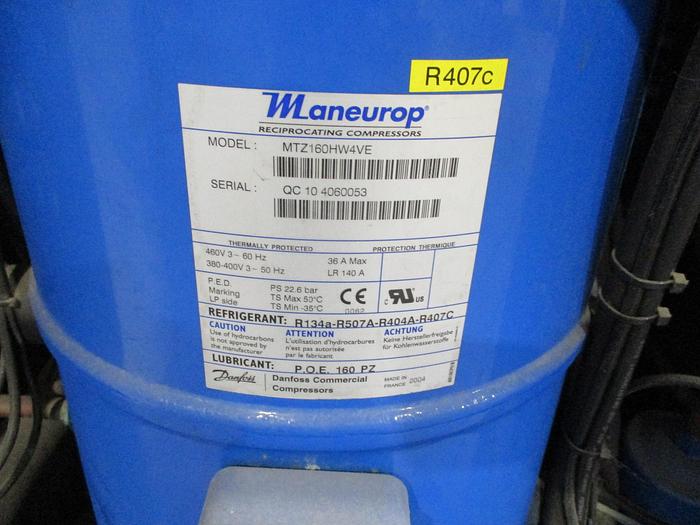 R407c
Maneurop®
RECIPROCATING COMPRESSORS
MODEL : MTZ160HW4VE
SERIAL : QC 10 4060053
THERMALLY PROTECTED PROTECTION THERMIQUE
460V 3~ 60 Hz 36 A Max
380-400V 3~ 50 Hz LR 140 A
P.E.D. PS 22.6 bar
Marking TS Max 50°C CE c RU us
LP side TS Min -35°C 0062
REFRIGERANT: R134a-R507A-R404A-R407C
CAUTION ATTENTION ACHTUNG
Use of hydrocarbons L'utilisation d'hydrocarbures Keine Herstellerfreigabe
is not approved by n'est pas autorisée für Kohlenwasserstoffe
the manufacturer par le fabricant
LUBRICANT: P.O.E. 160 PZ
Danfoss Danfoss Commercial MADE IN
Compressors FRANCE 2004